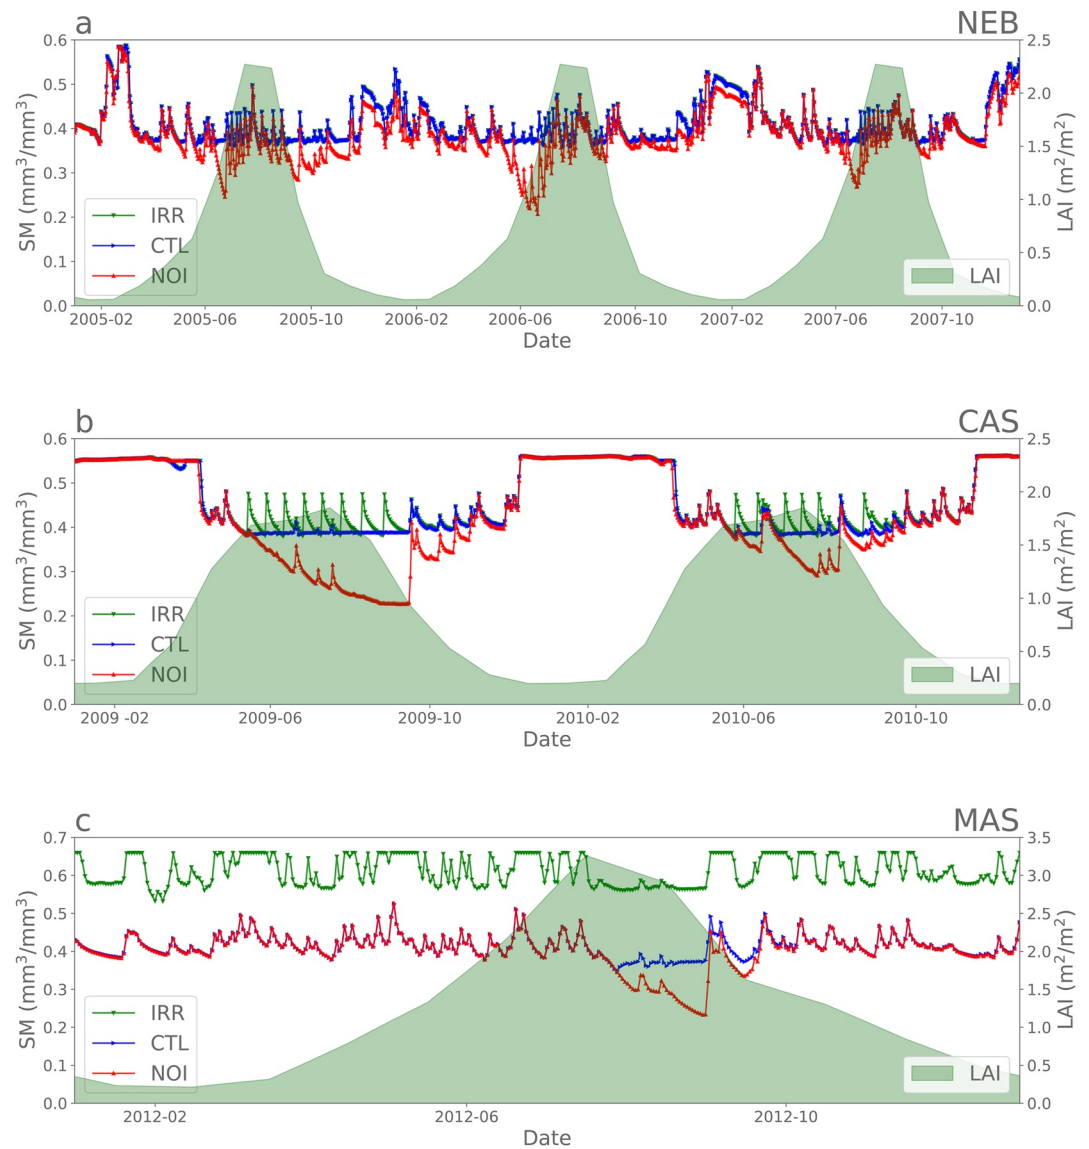 a NEB
0.6 2.5
0.5 2.0
0.4 1.5
0.3 1.0
0.2 0.5
0.1 0.0
0.0
SM (mm³/mm³)
LAI (m²/m²)
IRR
CTL
NOI
LAI
2005-02 2005-06 2005-10 2006-02 2006-06 2006-10 2007-02 2007-06 2007-10
Date
b CAS
0.6 2.5
0.5 2.0
0.4 1.5
0.3 1.0
0.2 0.5
0.1 0.0
0.0
SM (mm³/mm³)
LAI (m²/m²)
IRR
CTL
NOI
LAI
2009 -02 2009-06 2009-10 2010-02 2010-06 2010-10
Date
c MAS
0.7 3.5
0.6 3.0
0.5 2.5
0.4 2.0
0.3 1.5
0.2 1.0
0.1 0.5
0.0 0.0
SM (mm³/mm³)
LAI (m²/m²)
IRR
CTL
NOI
LAI
2012-02 2012-06 2012-10
Date